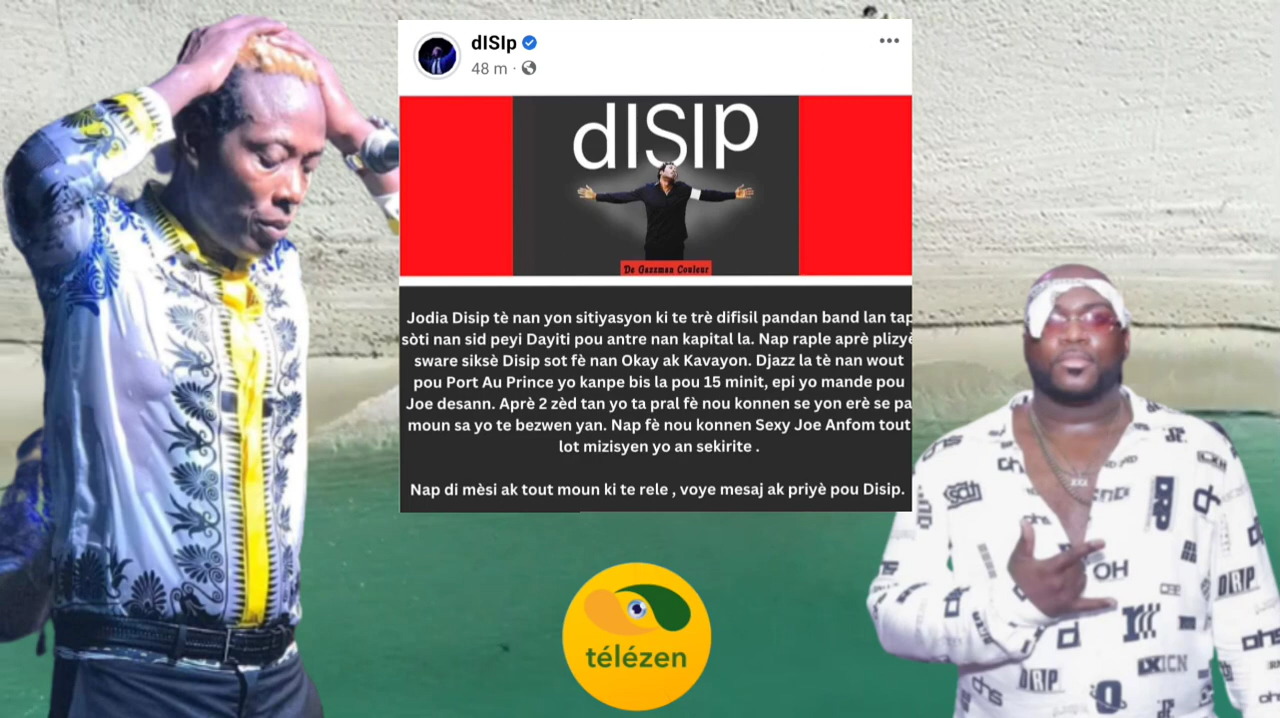 dISIp
48 m ·
dISIp
De Gazzman Couleur
Jodia Disip tè nan yon sitiyasyon ki te trè difisil pandan band lan tap
sòti nan sid peyi Dayiti pou antre nan kapital la. Nap raple aprè plizyè
sware siksè Disip sot fè nan Okay ak Kavayon. Djazz la tè nan wout
pou Port Au Prince yo kanpe bis la pou 15 minit, epi yo mande pou
Joe desann. Aprè 2 zèd tan yo ta pral fè nou konnen se yon erè se pa
moun sa yo te bezwen yan. Nap fè nou konnen Sexy Joe Anfom tout
lot mizisyen yo an sekirite .
Nap di mèsi ak tout moun ki te rele , voye mesaj ak priyè pou Disip.
OH
DRIP
télézen